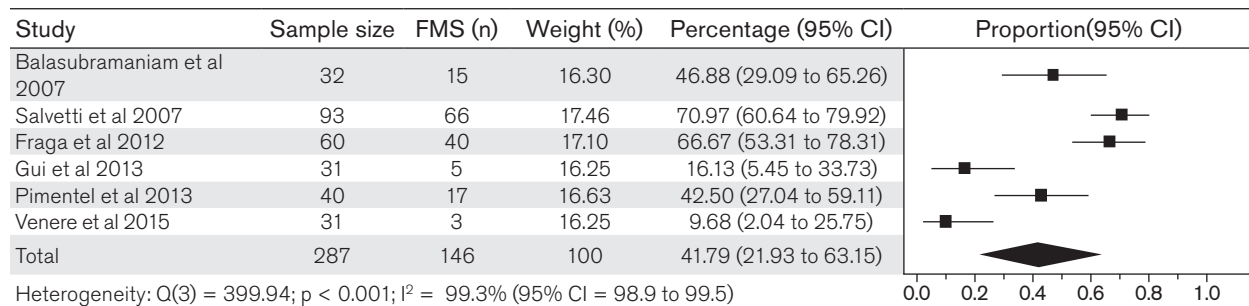 Study Sample size FMS (n) Weight (%) Percentage (95% CI) Proportion(95% CI)
Balasubramaniam et al
2007 32 15 16.30 46.88 (29.09 to 65.26)
Salvetti et al 2007 93 66 17.46 70.97 (60.64 to 79.92)
Fraga et al 2012 60 40 17.10 66.67 (53.31 to 78.31)
Gui et al 2013 31 5 16.25 16.13 (5.45 to 33.73)
Pimentel et al 2013 40 17 16.63 42.50 (27.04 to 59.11)
Venere et al 2015 31 3 16.25 9.68 (2.04 to 25.75)
Total 287 146 100 41.79 (21.93 to 63.15)
Heterogeneity: Q(3) = 399.94; p < 0.001; I² = 99.3% (95% CI = 98.9 to 99.5) 0.0 0.2 0.4 0.6 0.8 1.0